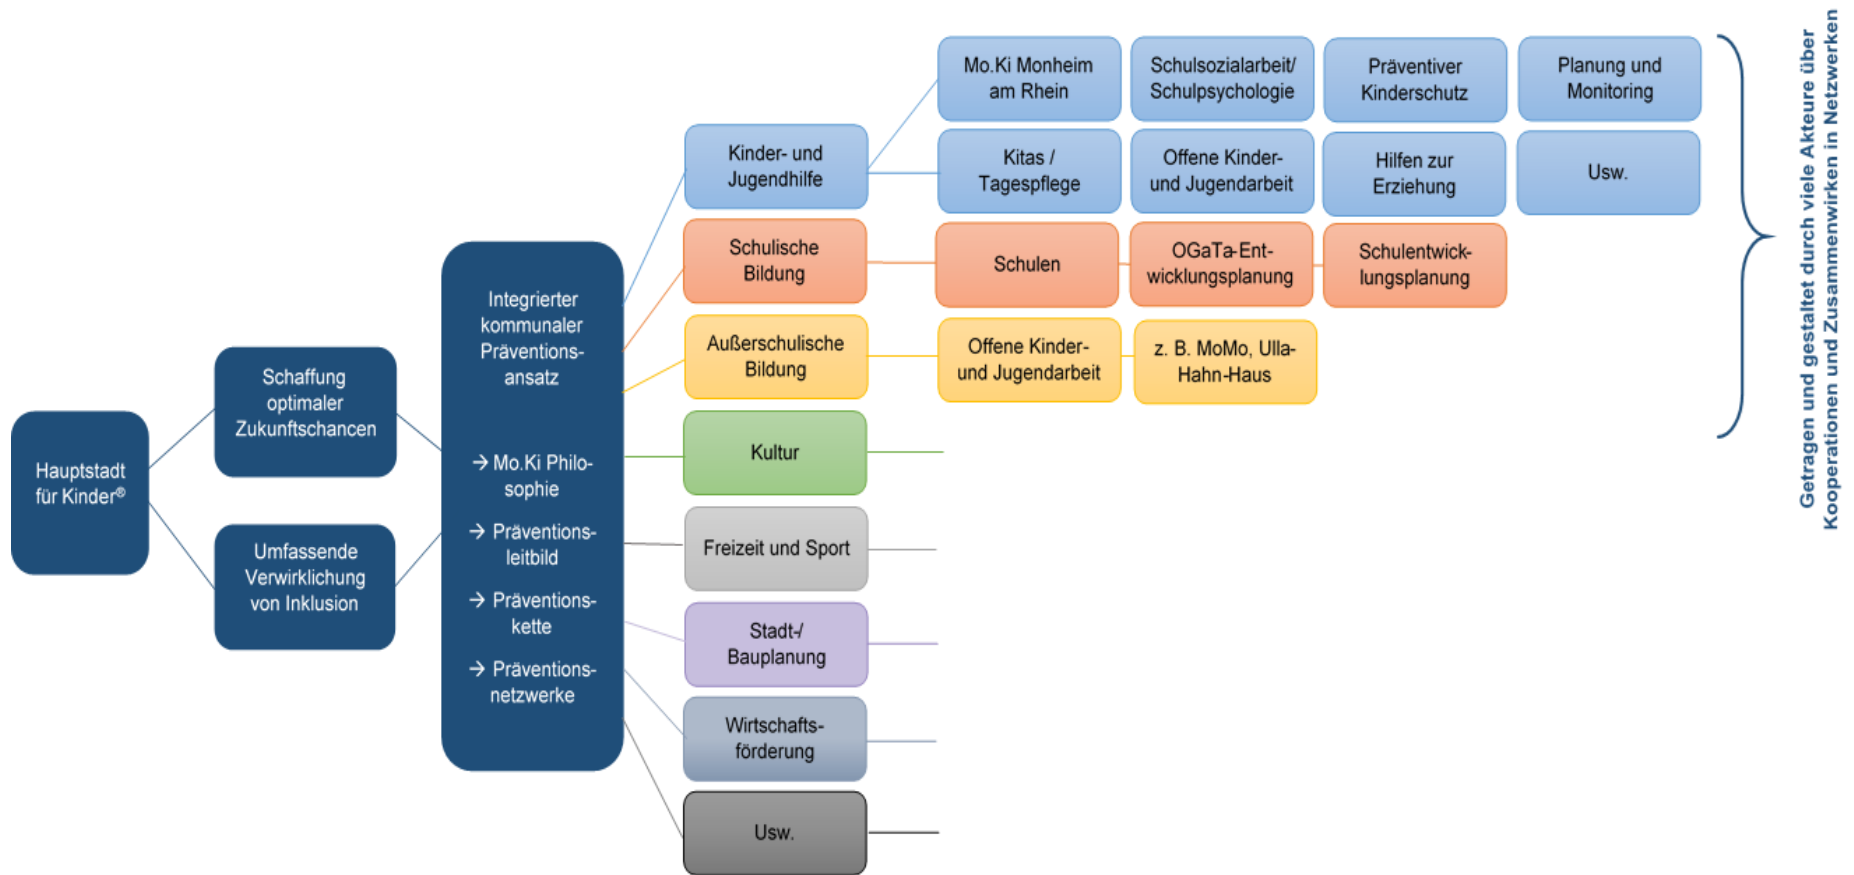 Hauptstadt
für Kinder®
Schaffung
optimaler
Zukunftschancen
Umfassende
Verwirklichung
von Inklusion
Integrierter
kommunaler
Präventions-
ansatz
→ Mo.Ki Philo-
sophie
→ Präventions-
leitbild
→ Präventions-
kette
→ Präventions-
netzwerke
Kinder- und
Jugendhilfe
Mo.Ki Monheim
am Rhein
Schulsozialarbeit/
Schulpsychologie
Präventiver
Kinderschutz
Planung und
Monitoring
Kitas /
Tagespflege
Offene Kinder-
und Jugendarbeit
Hilfen zur
Erziehung
Usw.
Schulische
Bildung
Schulen
OGaTa-Ent-
wicklungsplanung
Schulentwick-
lungsplanung
Außerschulische
Bildung
Offene Kinder-
und Jugendarbeit
z. B. MoMo, Ulla-
Hahn-Haus
Kultur
Freizeit und Sport
Stadt-/
Bauplanung
Wirtschafts-
förderung
Usw.
Getragen und gestaltet durch viele Akteure über
Kooperationen und Zusammenwirken in Netzwerken